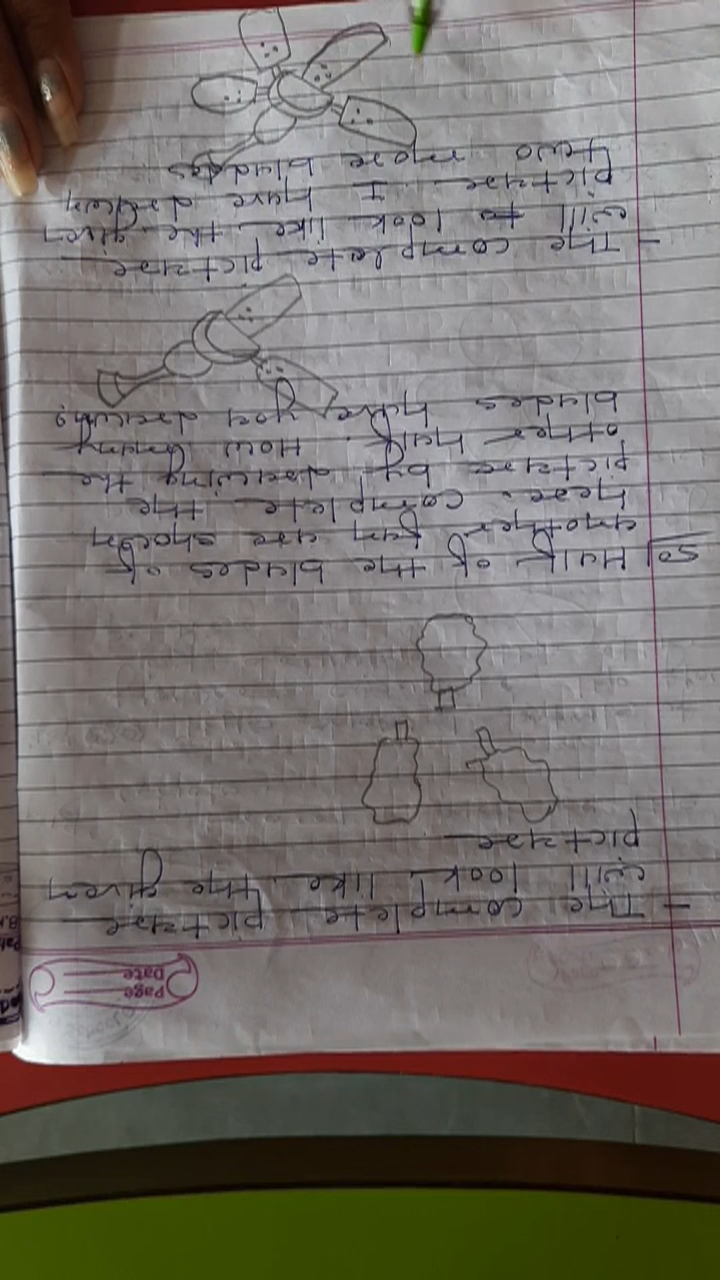 Page
Date
- The complete picture
will look like the given
picture
5) Half of the blades of
another fan are shown
here. complete the
picture by drawing the
other half. How many
blades have you drawn?
- The complete picture
will to look like the given
picture. I have drawn
two more blades